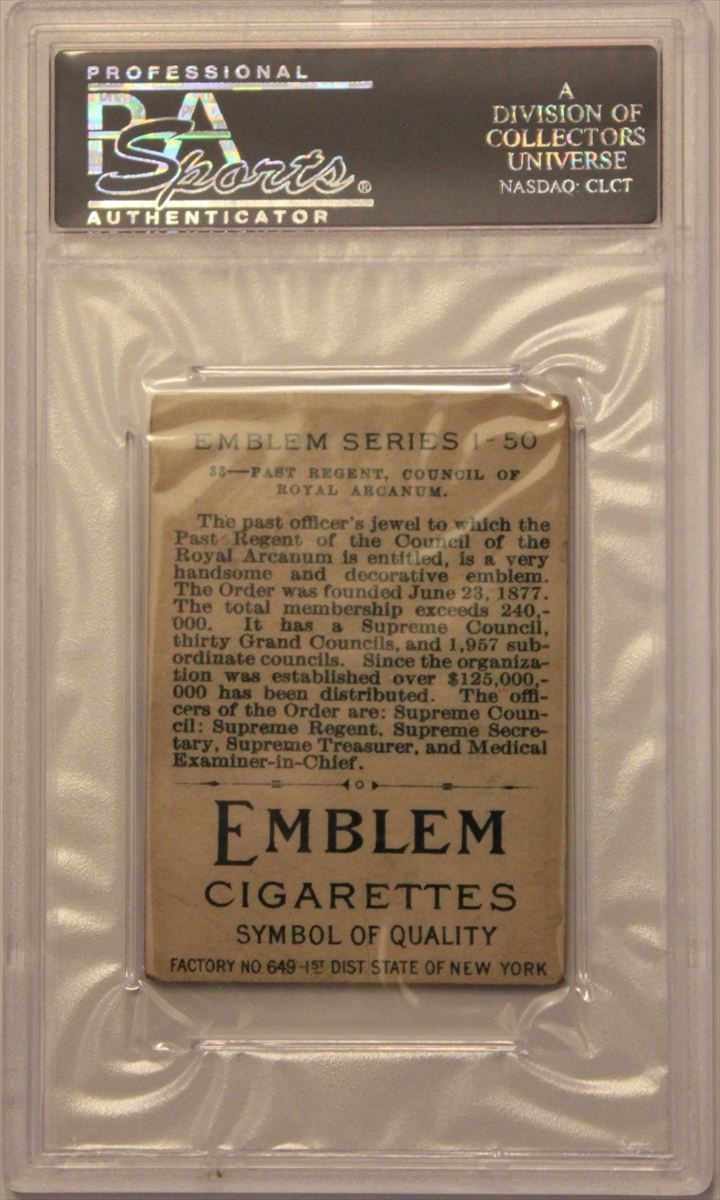 PROFESSIONAL
PSA
Sports®
AUTHENTICATOR
A
DIVISION OF
COLLECTORS
UNIVERSE
NASDAQ: CLCT
EMBLEM SERIES 1-50
33—PAST REGENT, COUNCIL OF
ROYAL ARCANUM.
The past officer's jewel to which the
Past Regent of the Council of the
Royal Arcanum is entitled, is a very
handsome and decorative emblem.
The Order was founded June 23, 1877.
The total membership exceeds 240,-
000. It has a Supreme Council,
thirty Grand Councils, and 1,957 sub-
ordinate councils. Since the organiza-
tion was established over $125,000,-
000 has been distributed. The offi-
cers of the Order are: Supreme Coun-
cil: Supreme Regent, Supreme Secre-
tary, Supreme Treasurer, and Medical
Examiner-in-Chief.
EMBLEM
CIGARETTES
SYMBOL OF QUALITY
FACTORY NO. 649-1ST DIST. STATE OF NEW YORK